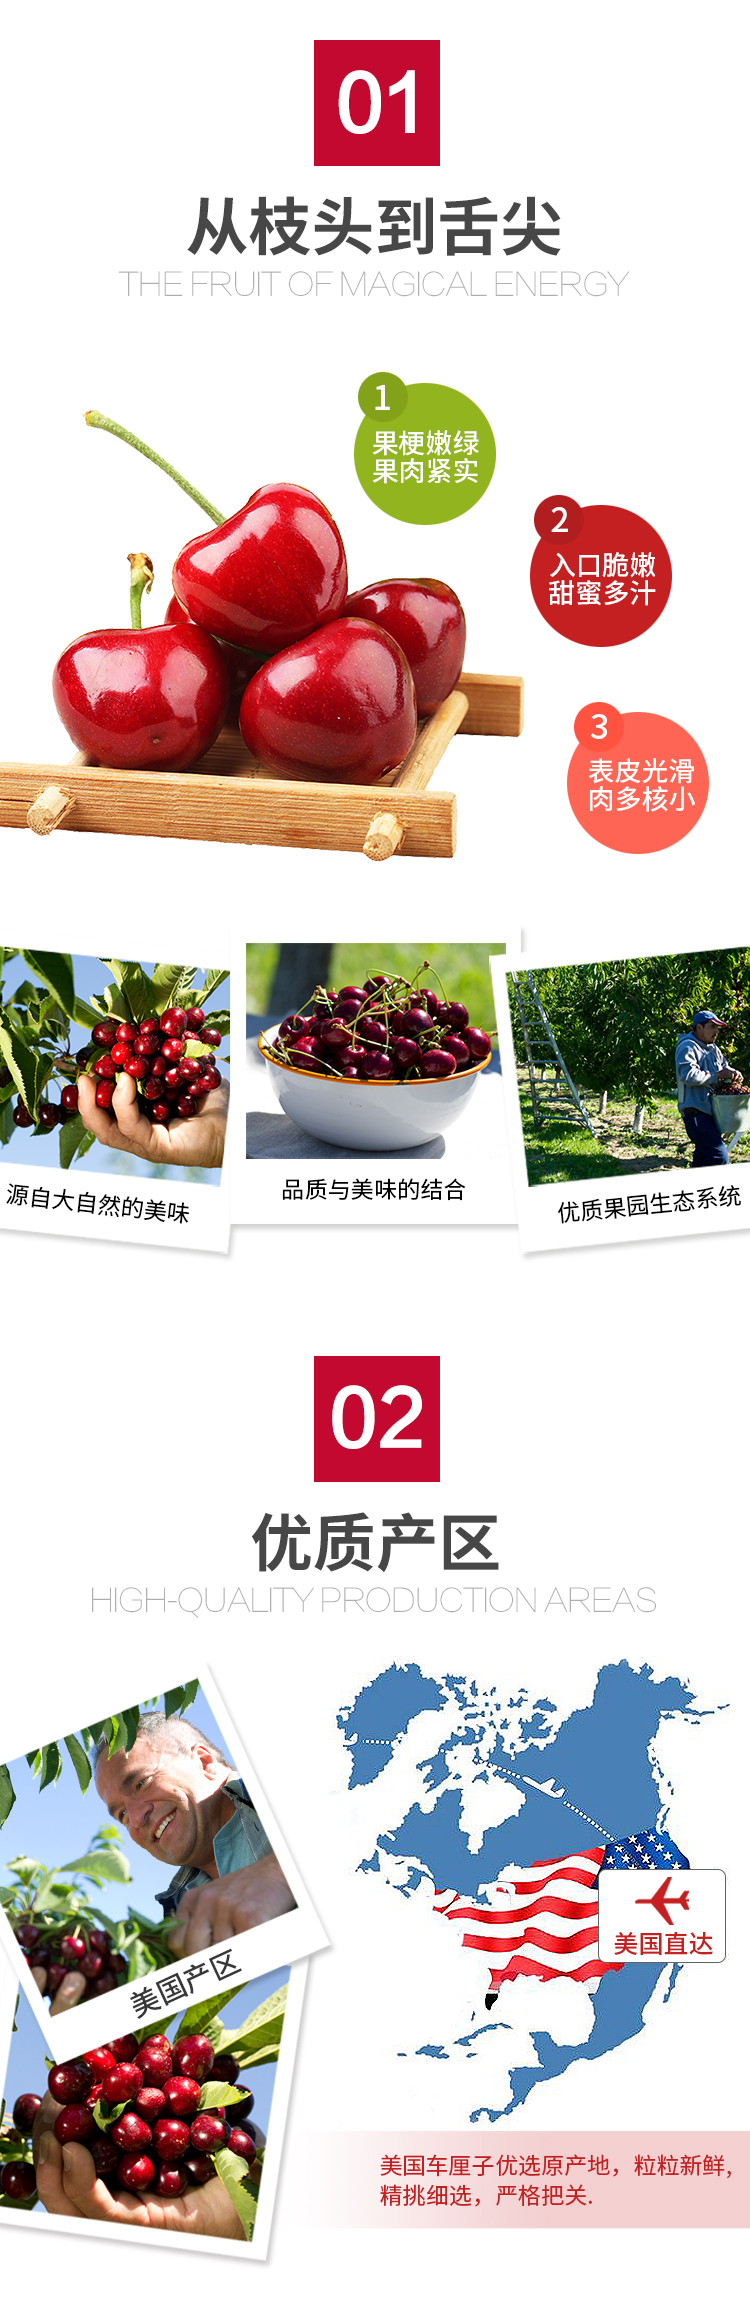 01
从枝头到舌尖
THE FRUIT OF MAGICAL ENERGY
1
果梗嫩绿
果肉紧实
2
入口脆嫩
甜蜜多汁
3
表皮光滑
肉多核小
源自大自然的美味
品质与美味的结合
优质果园生态系统
02
优质产区
HIGH-QUALITY PRODUCTION AREAS
美国产区
美国直达
美国车厘子优选原产地，粒粒新鲜,
精挑细选，严格把关.